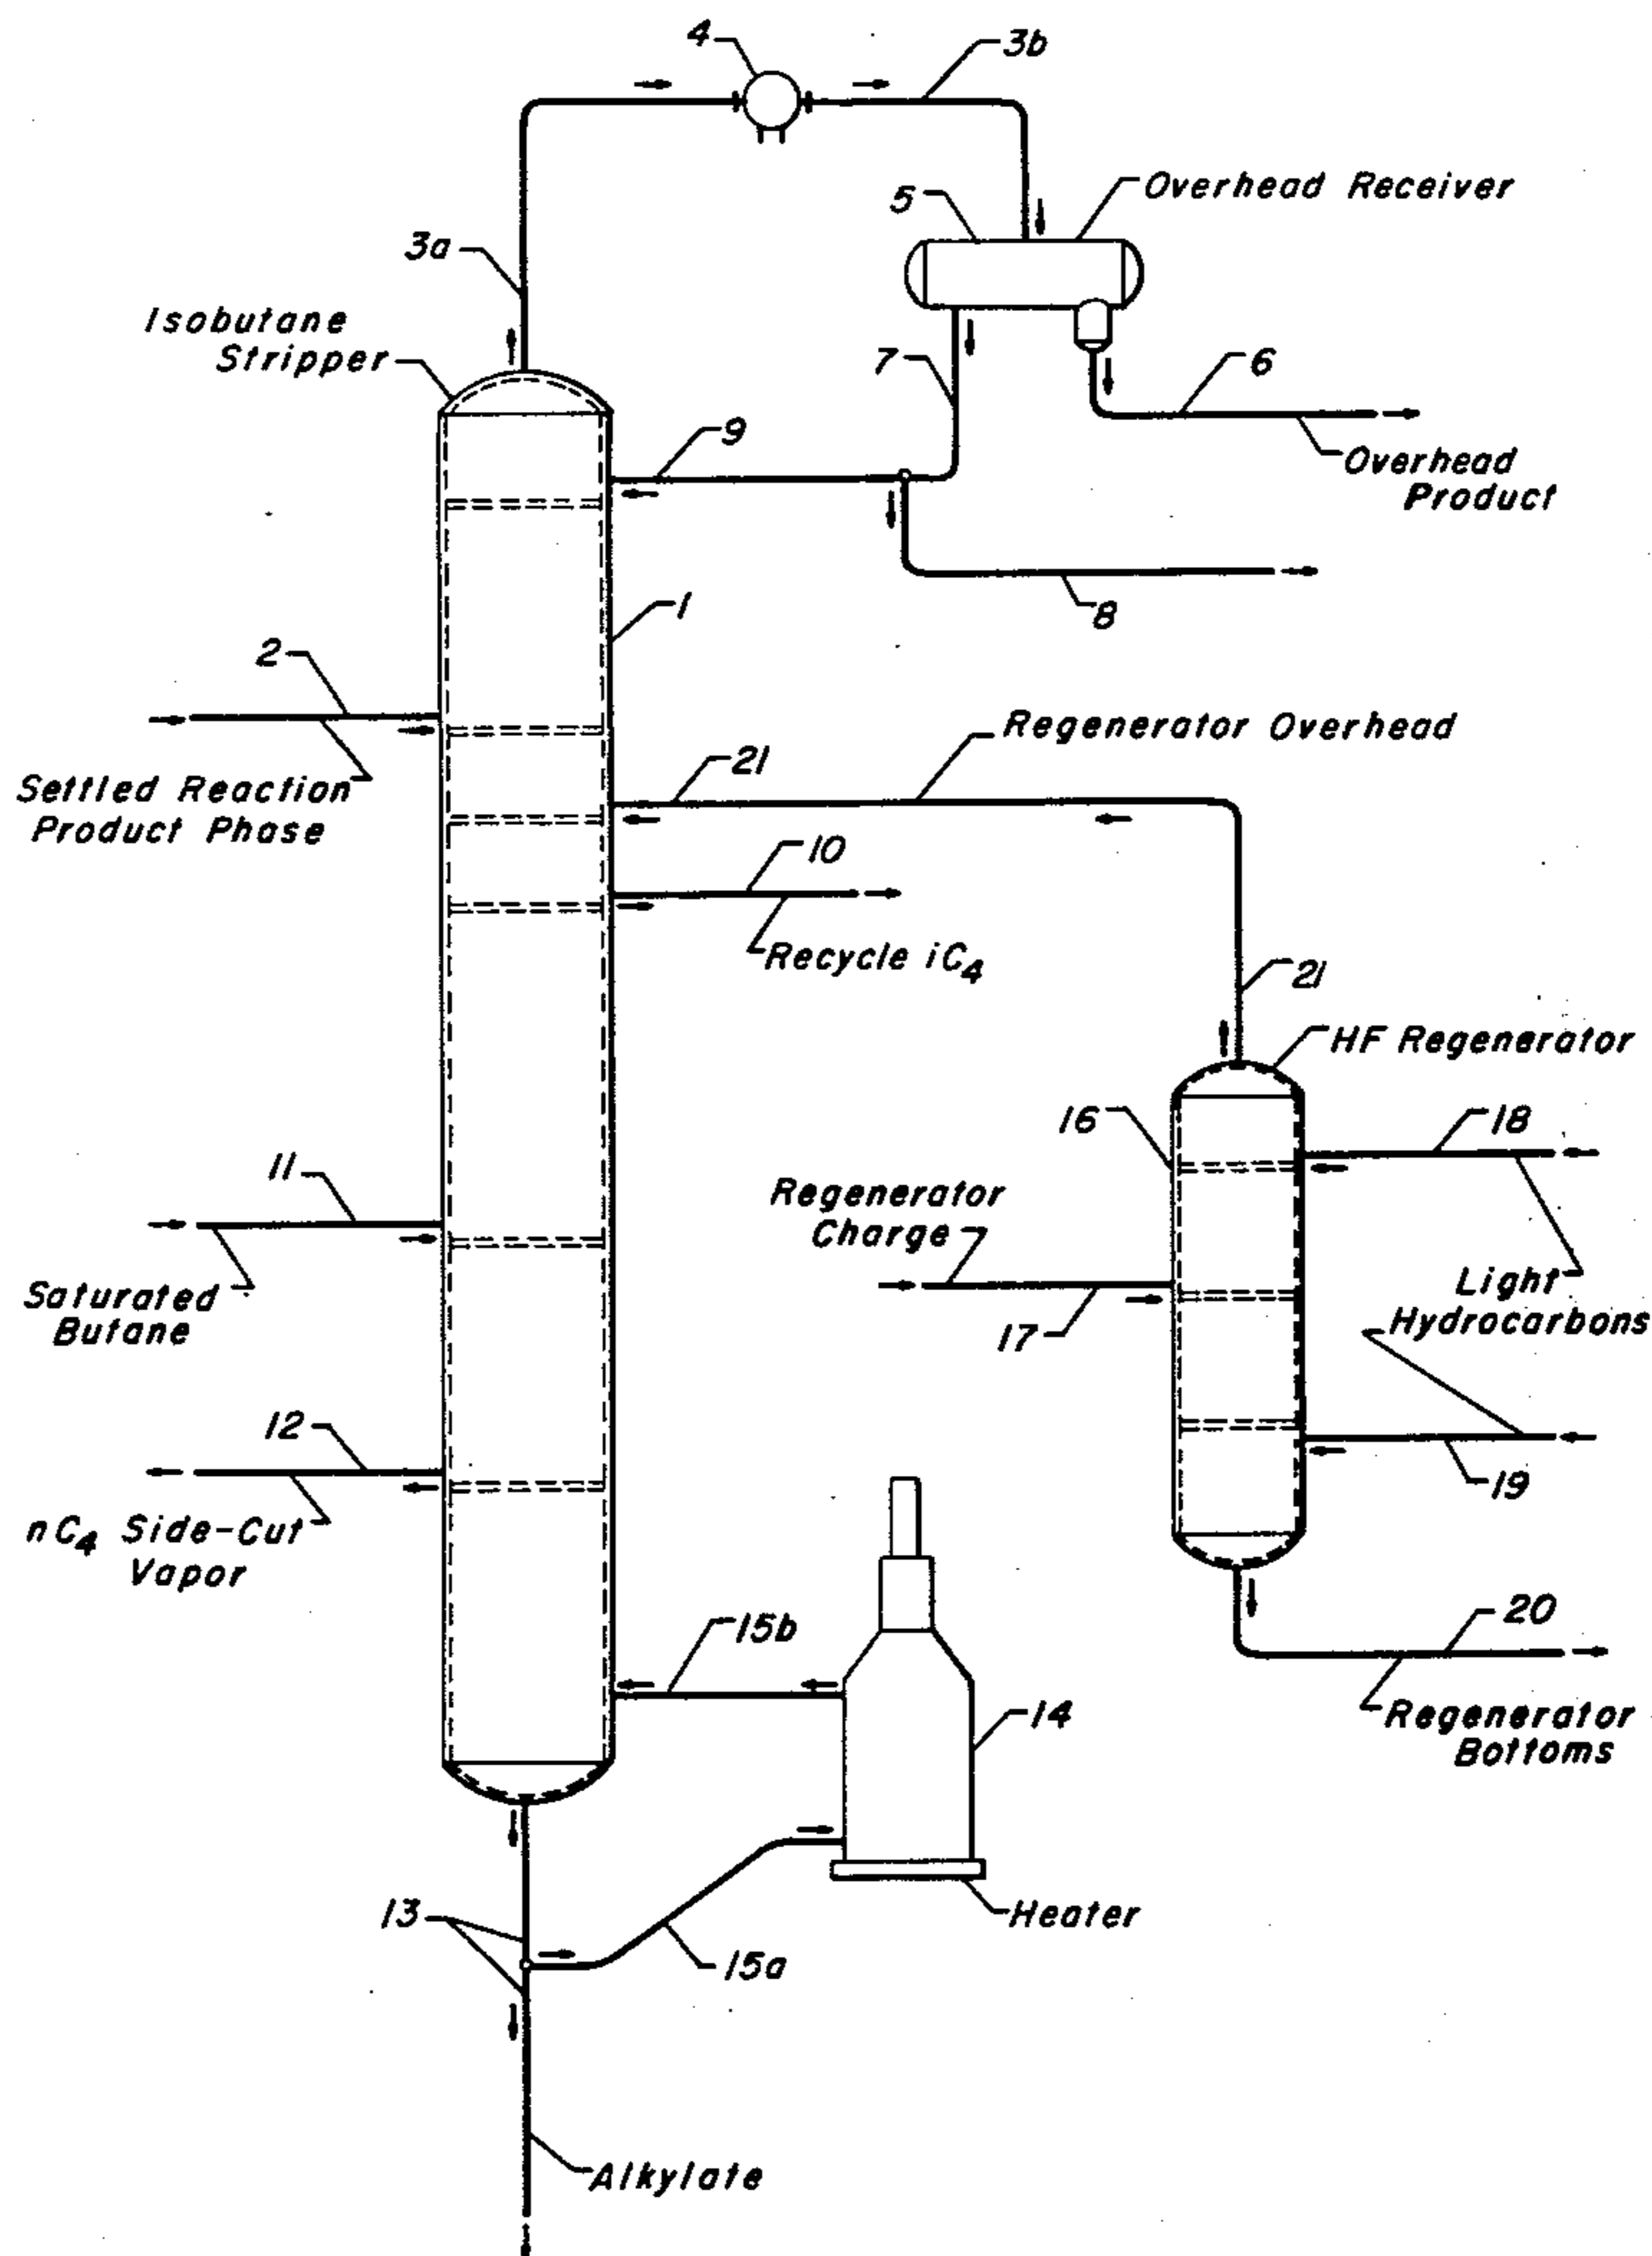 4
3b
5
Overhead Receiver
3a
Isobutane
Stripper
7
6
9
Overhead
Product
1
8
2
Settled Reaction
Product Phase
Regenerator Overhead
21
10
Recycle iC4
21
HF Regenerator
16
18
11
Regenerator
Charge
Light
Hydrocarbons
Saturated
Butane
17
12
19
nC4 Side-Cut
Vapor
15b
20
14
Regenerator
Bottoms
13
Heater
15a
Alkylate